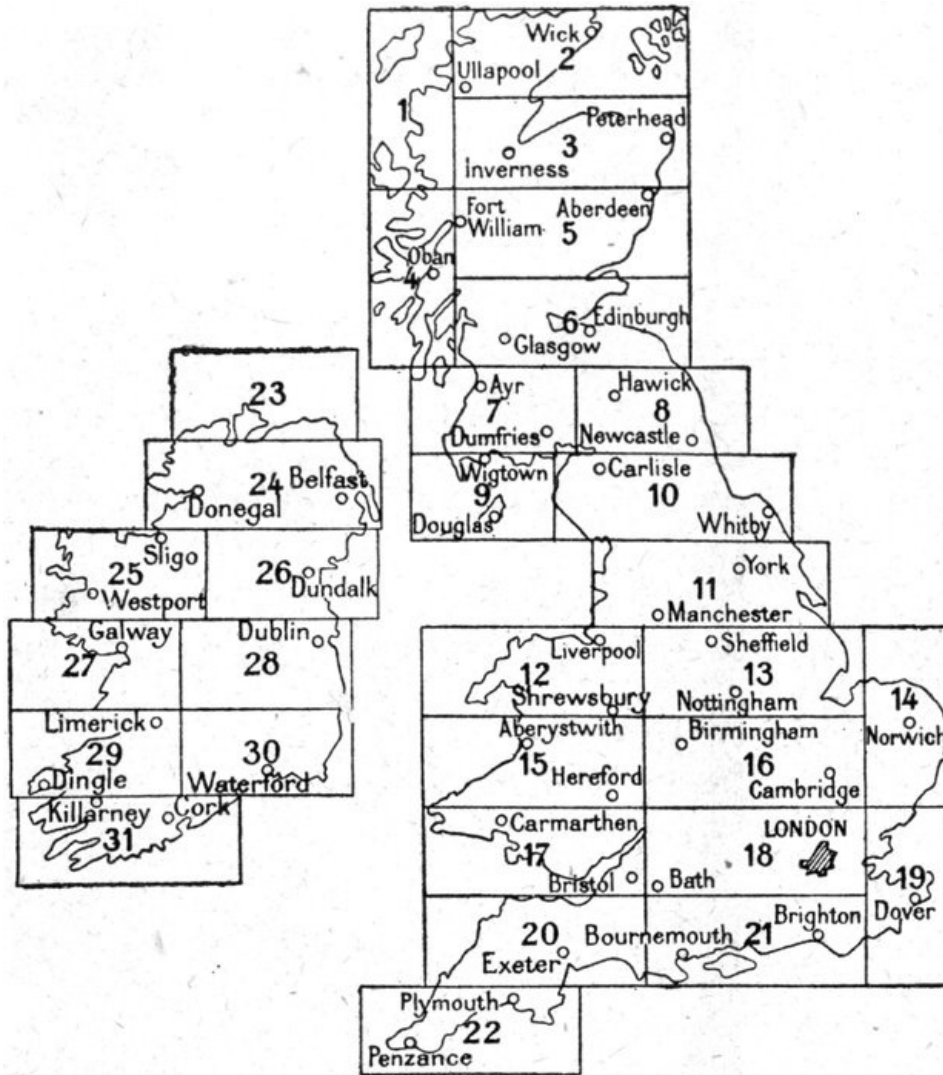 Wick
2
Ullapool
1
Peterhead
3
Inverness
Fort
William
Aberdeen
5
Oban
4
6
Edinburgh
Glasgow
23
Ayr
7
Hawick
8
Dumfries
Newcastle
24
Belfast
Donegal
Wigtown
9
Carlisle
10
Douglas
Whitby
Sligo
25
Westport
26
Dundalk
York
11
Manchester
Galway
27
Dublin
28
Liverpool
12
Shrewsbury
Sheffield
13
Nottingham
14
Norwich
Limerick
29
Dingle
30
Waterford
Aberystwith
15
Hereford
Birmingham
16
Cambridge
Killarney
31
Cork
Carmarthen
17
Bristol
LONDON
18
Bath
19
Dover
20
Exeter
Bournemouth
21
Brighton
Plymouth
22
Penzance